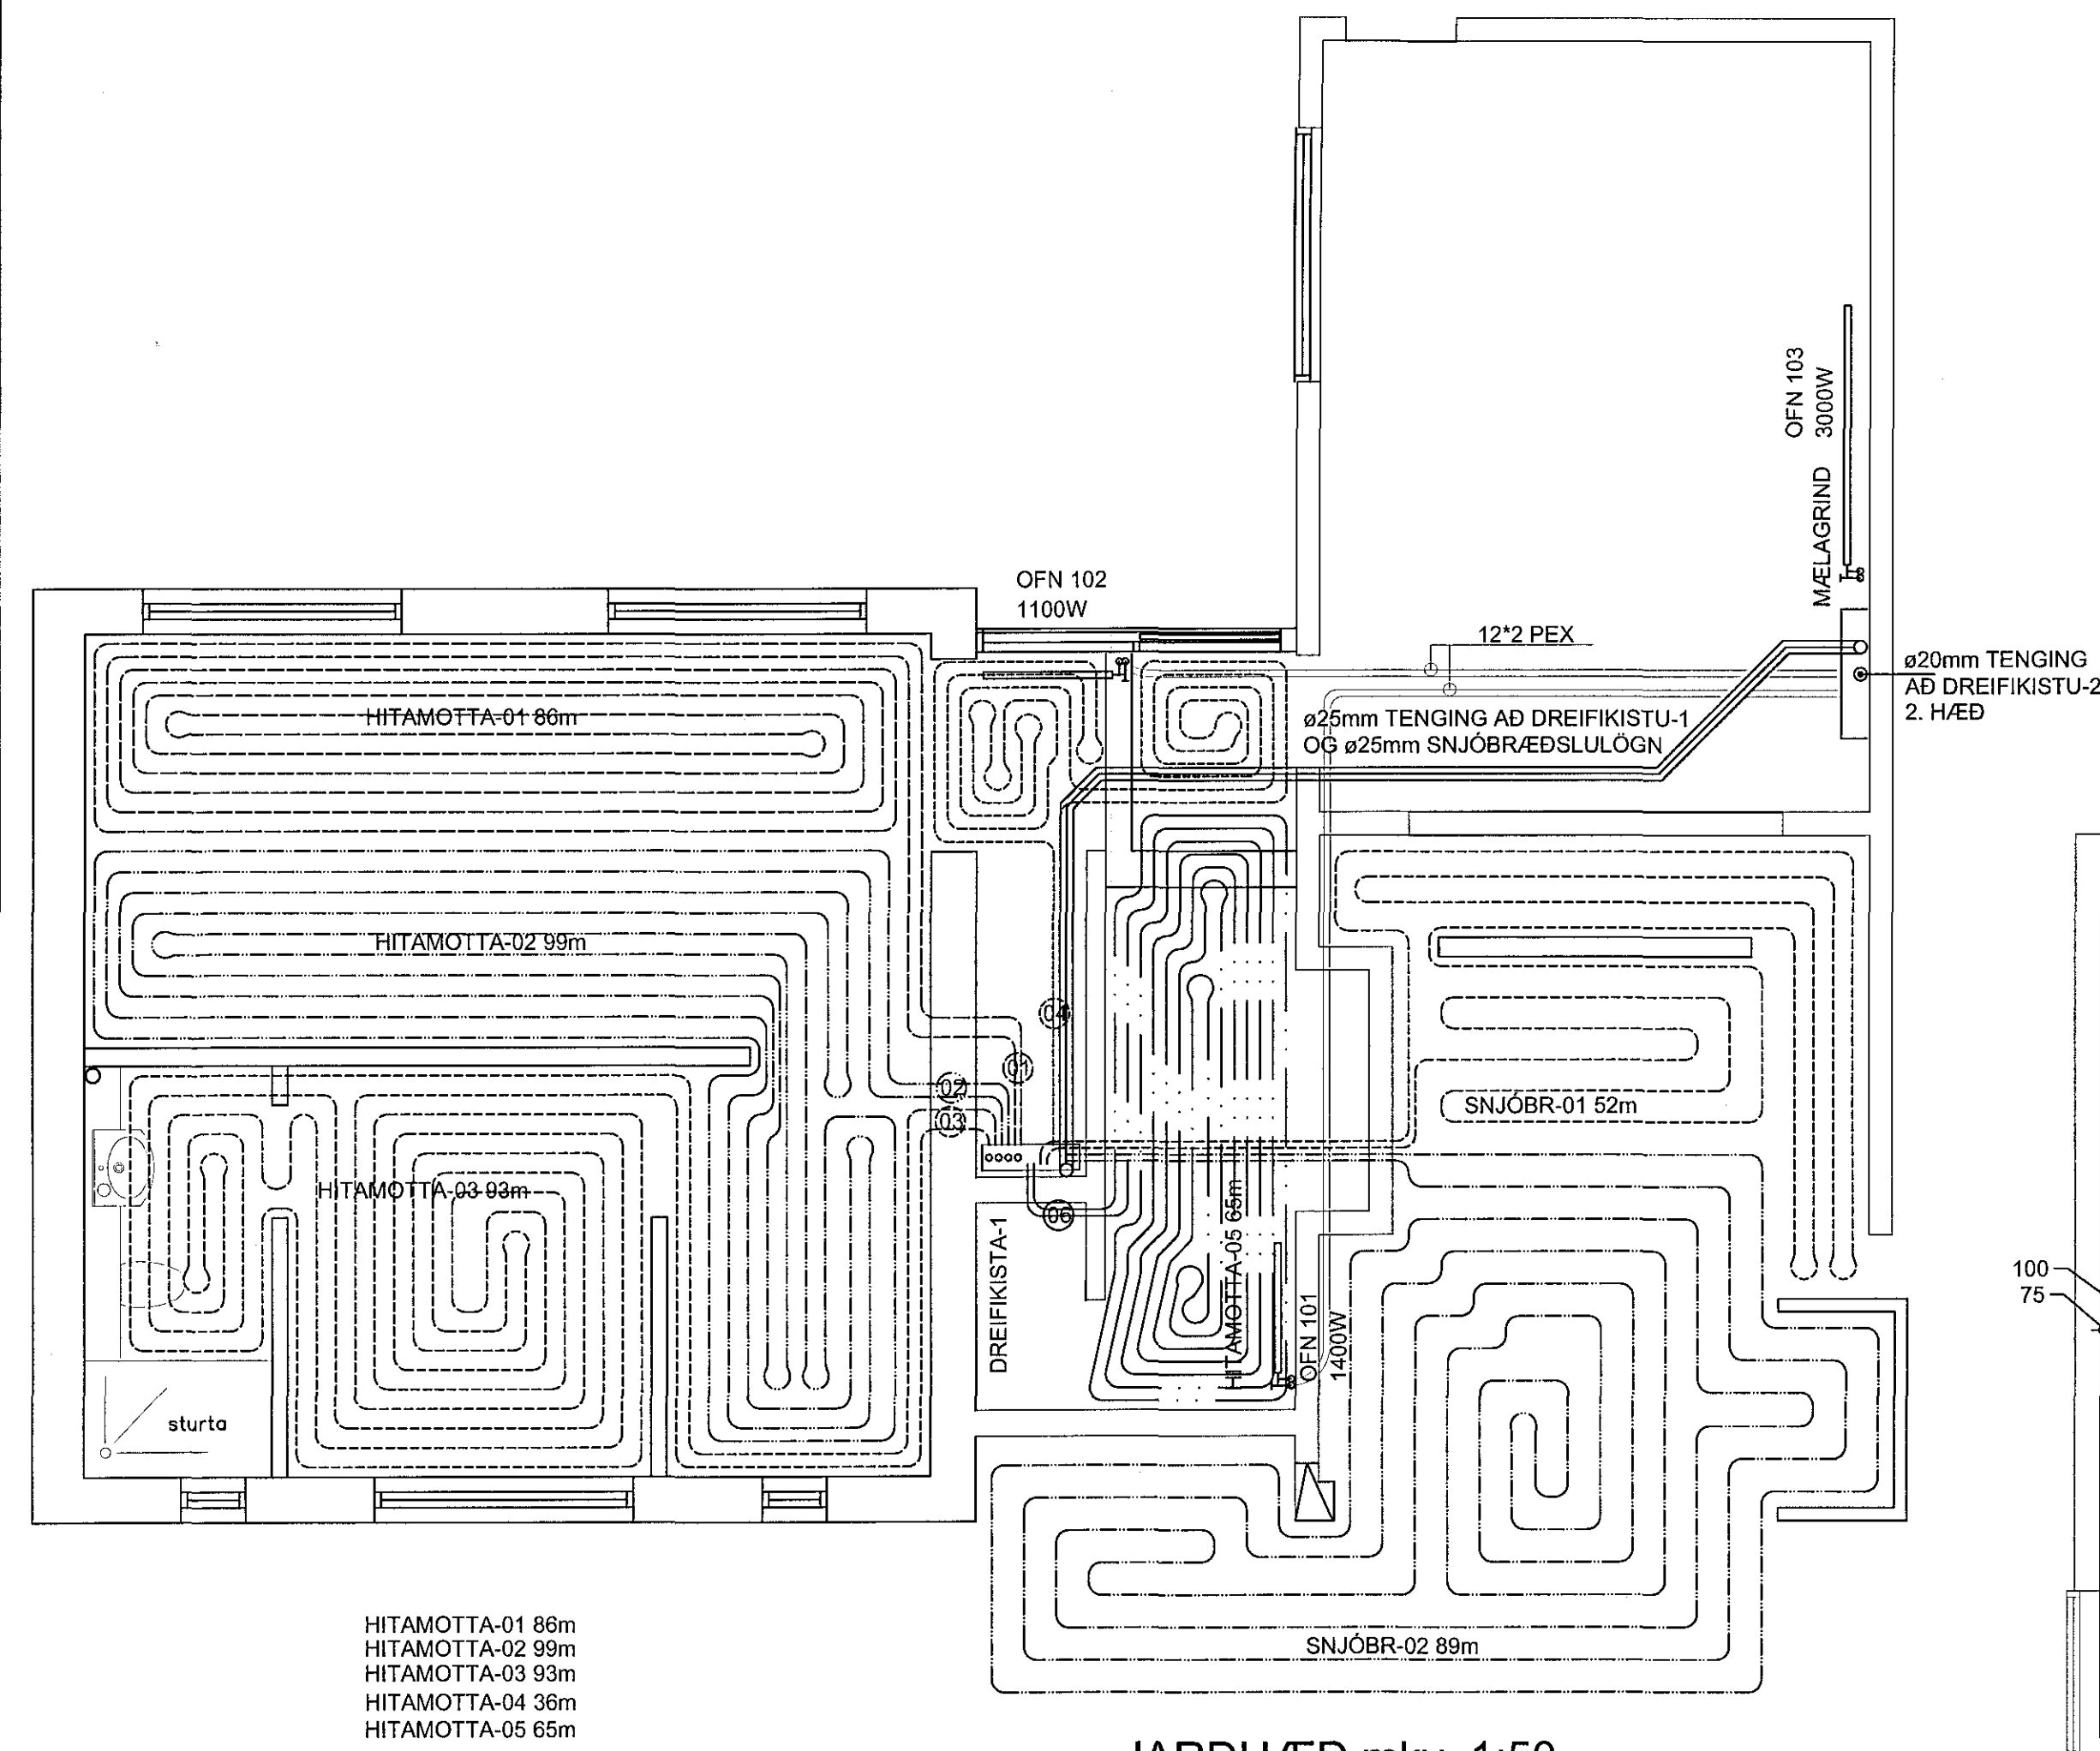 OFN 103
3000W
MÆLAGRIND
OFN 102
1100W
12*2 PEX
ø20mm TENGING
AÐ DREIFIKISTU-2
2. HÆÐ
HITAMOTTA-01 86m
ø25mm TENGING AÐ DREIFIKISTU-1
OG ø25mm SNJÓBRÆÐSLULÖGN
HITAMOTTA-02 99m
04
01
02
03
SNJÓBR-01 52m
HITAMOTTA-03 93m
06
DREIFIKISTA-1
HITAMOTTA-05 65m
OFN 101
1400W
100
75
sturta
SNJÓBR-02 89m
HITAMOTTA-01 86m
HITAMOTTA-02 99m
HITAMOTTA-03 93m
HITAMOTTA-04 36m
HITAMOTTA-05 65m